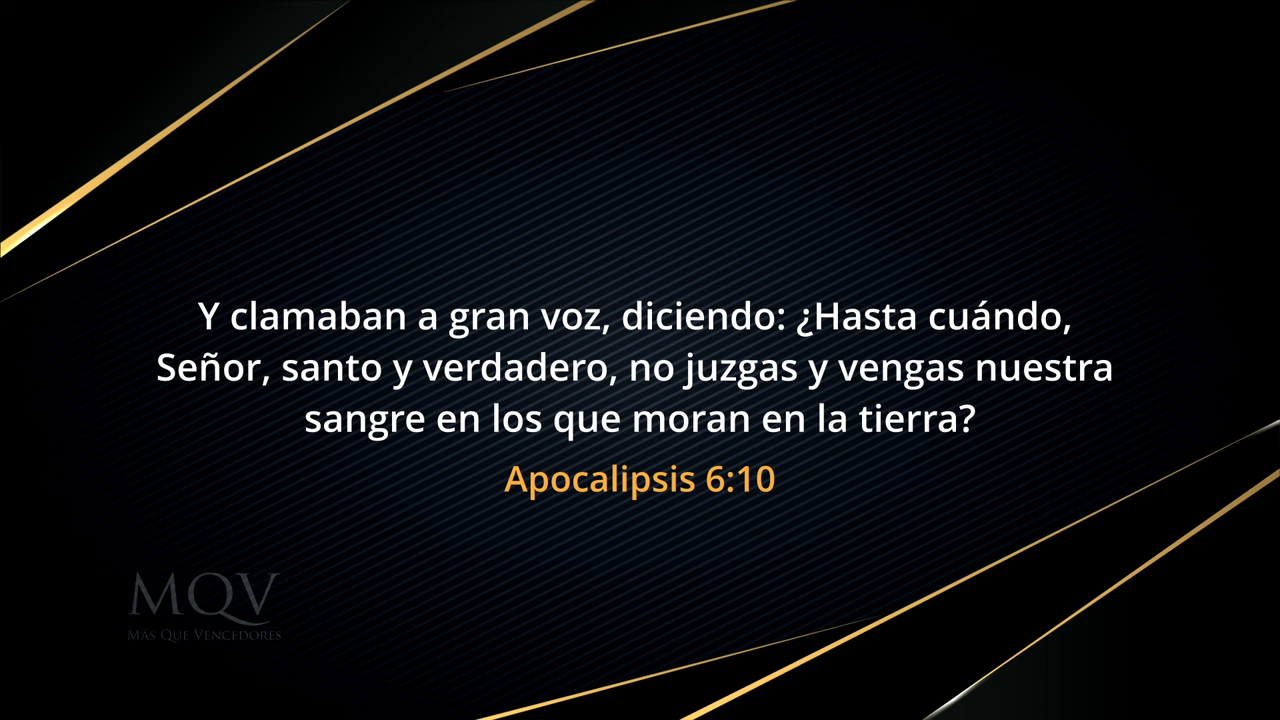 Y clamaban a gran voz, diciendo: ¿Hasta cuándo,
Señor, santo y verdadero, no juzgas y vengas nuestra
sangre en los que moran en la tierra?
Apocalipsis 6:10
MQV
MÁS QUE VENCEDORES